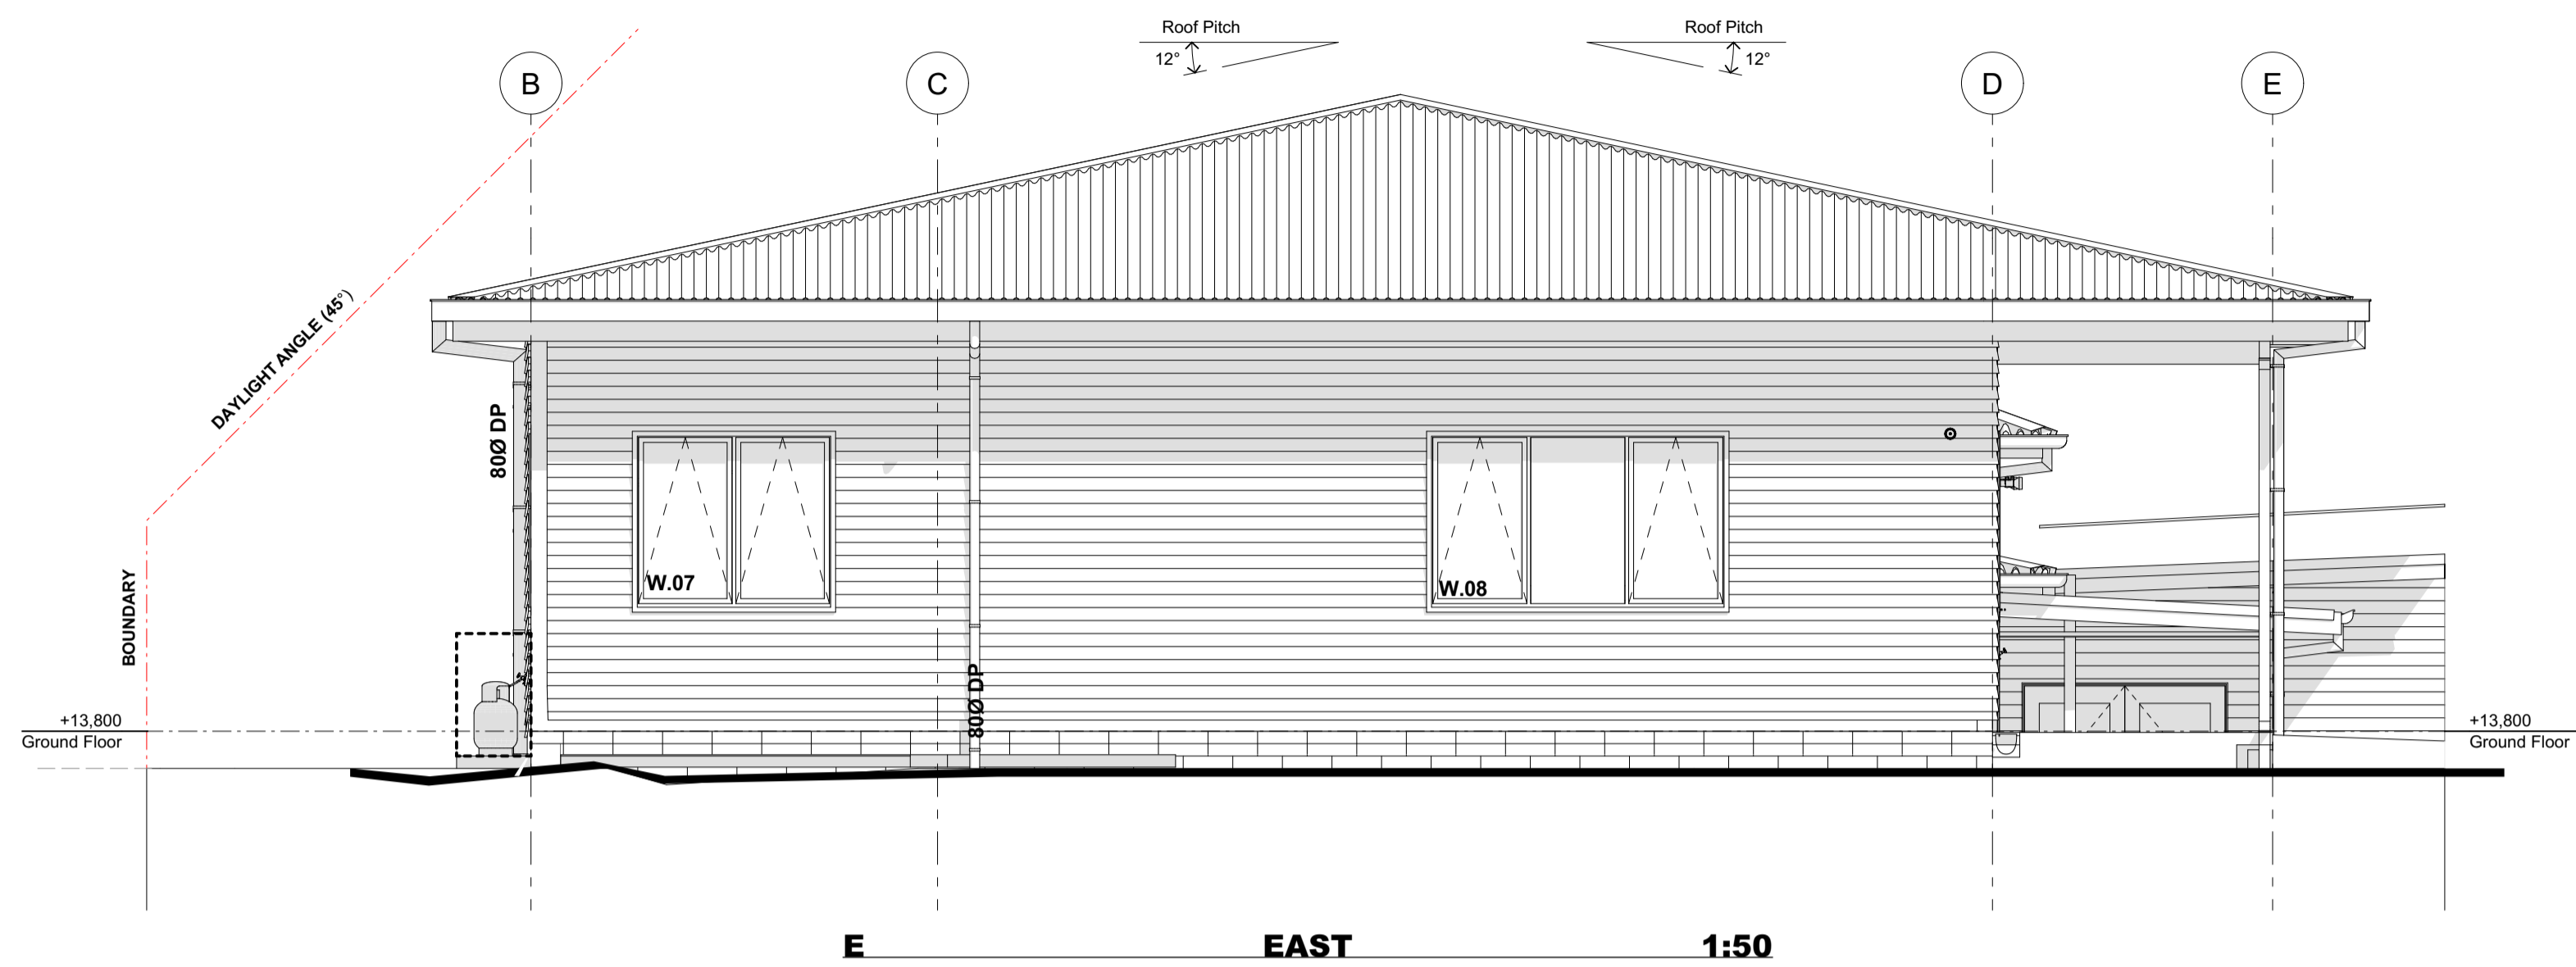 Roof Pitch
12°
Roof Pitch
12°
B
C
D
E
DAYLIGHT ANGLE (45°)
80Ø DP
W.07
W.08
BOUNDARY
80Ø DP
+13,800
Ground Floor
+13,800
Ground Floor
E EAST 1:50